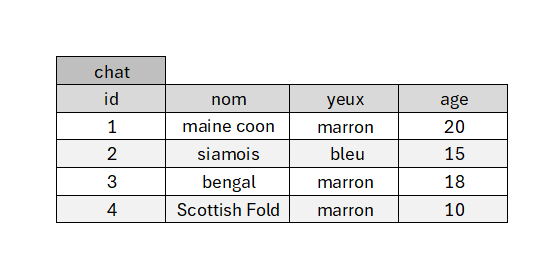 chat
id nom yeux age
1 maine coon marron 20
2 siamois bleu 15
3 bengal marron 18
4 Scottish Fold marron 10